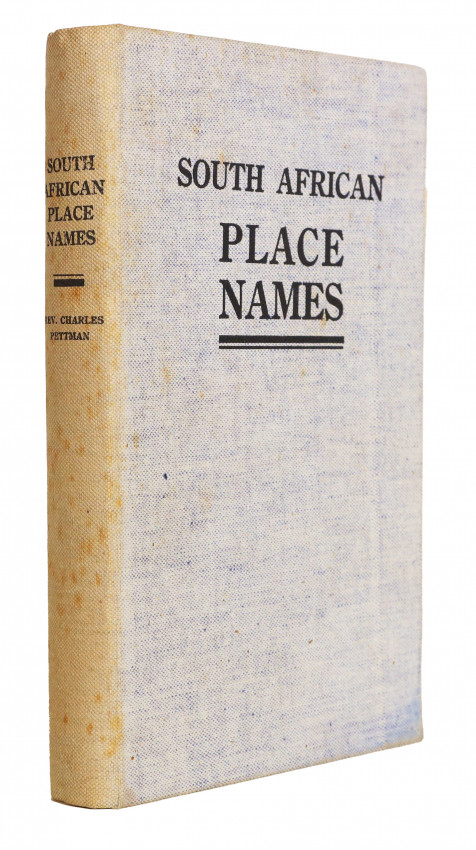 SOUTH
AFRICAN
PLACE
NAMES
REV. CHARLES
PETTMAN
SOUTH AFRICAN
PLACE
NAMES